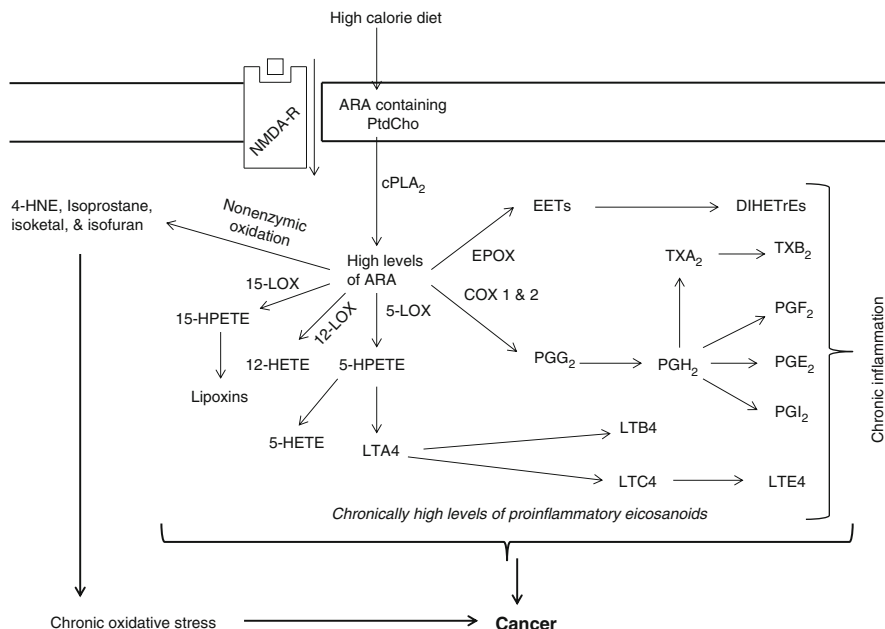 High calorie diet
ARA containing
PtdCho
NMDA-R
cPLA2
4-HNE, Isoprostane,
isoketal, & isofuran
Nonenzymic
oxidation
High levels
of ARA
EPOX
EETs
DIHETrEs
COX 1 & 2
TXA2
TXB2
15-LOX
12-LOX
5-LOX
15-HPETE
12-HETE
5-HPETE
PGG2
PGH2
PGF2
PGE2
PGI2
Lipoxins
5-HETE
LTA4
LTB4
LTC4
LTE4
Chronic inflammation
Chronically high levels of proinflammatory eicosanoids
Chronic oxidative stress
Cancer